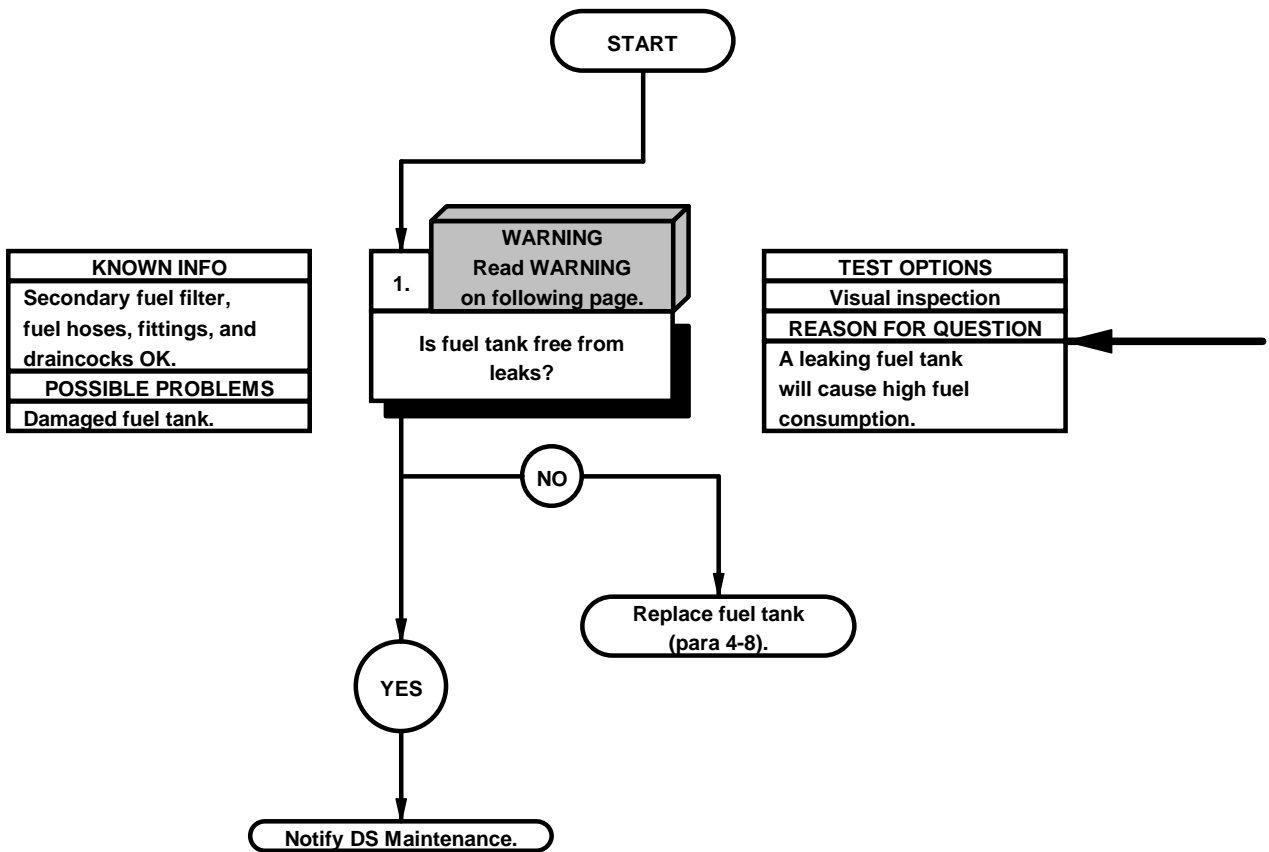 START
KNOWN INFO
Secondary fuel filter,
fuel hoses, fittings, and
draincocks OK.
POSSIBLE PROBLEMS
Damaged fuel tank.
1.
WARNING
Read WARNING
on following page.
Is fuel tank free from
leaks?
TEST OPTIONS
Visual inspection
REASON FOR QUESTION
A leaking fuel tank
will cause high fuel
consumption.
NO
Replace fuel tank
(para 4-8).
YES
Notify DS Maintenance.